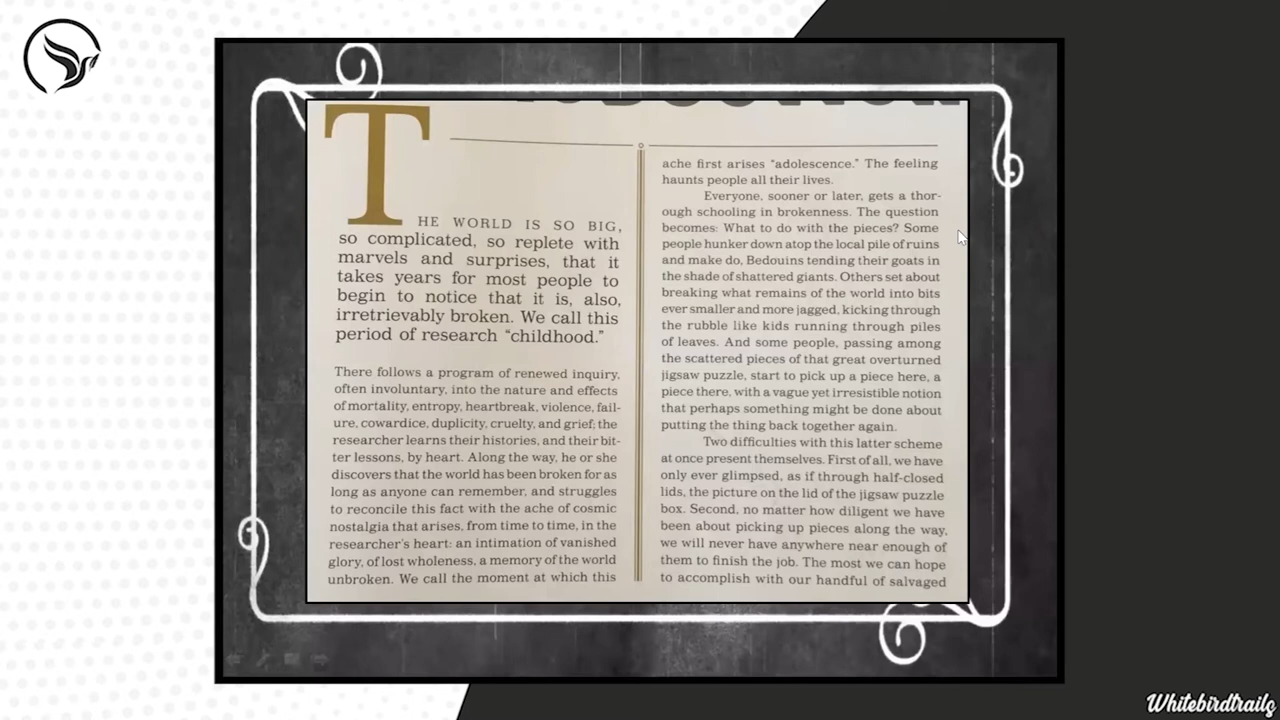 THE WORLD IS SO BIG,
so complicated, so replete with
marvels and surprises, that it
takes years for most people to
begin to notice that it is, also,
irretrievably broken. We call this
period of research “childhood.”
There follows a program of renewed inquiry,
often involuntary, into the nature and effects
of mortality, entropy, heartbreak, violence, fail-
ure, cowardice, duplicity, cruelty, and grief; the
researcher learns their histories, and their bit-
ter lessons, by heart. Along the way, he or she
discovers that the world has been broken for as
long as anyone can remember, and struggles
to reconcile this fact with the ache of cosmic
nostalgia that arises, from time to time, in the
researcher's heart: an intimation of vanished
glory, of lost wholeness, a memory of the world
unbroken. We call the moment at which this
ache first arises “adolescence.” The feeling
haunts people all their lives.
Everyone, sooner or later, gets a thor-
ough schooling in brokenness. The question
becomes: What to do with the pieces? Some
people hunker down atop the local pile of ruins
and make do, Bedouins tending their goats in
the shade of shattered giants. Others set about
breaking what remains of the world into bits
ever smaller and more jagged, kicking through
the rubble like kids running through piles
of leaves. And some people, passing among
the scattered pieces of that great overturned
jigsaw puzzle, start to pick up a piece here, a
piece there, with a vague yet irresistible notion
that perhaps something might be done about
putting the thing back together again.
Two difficulties with this latter scheme
at once present themselves. First of all, we have
only ever glimpsed, as if through half-closed
lids, the picture on the lid of the jigsaw puzzle
box. Second, no matter how diligent we have
been about picking up pieces along the way,
we will never have anywhere near enough of
them to finish the job. The most we can hope
to accomplish with our handful of salvaged
Whitebirdtrails